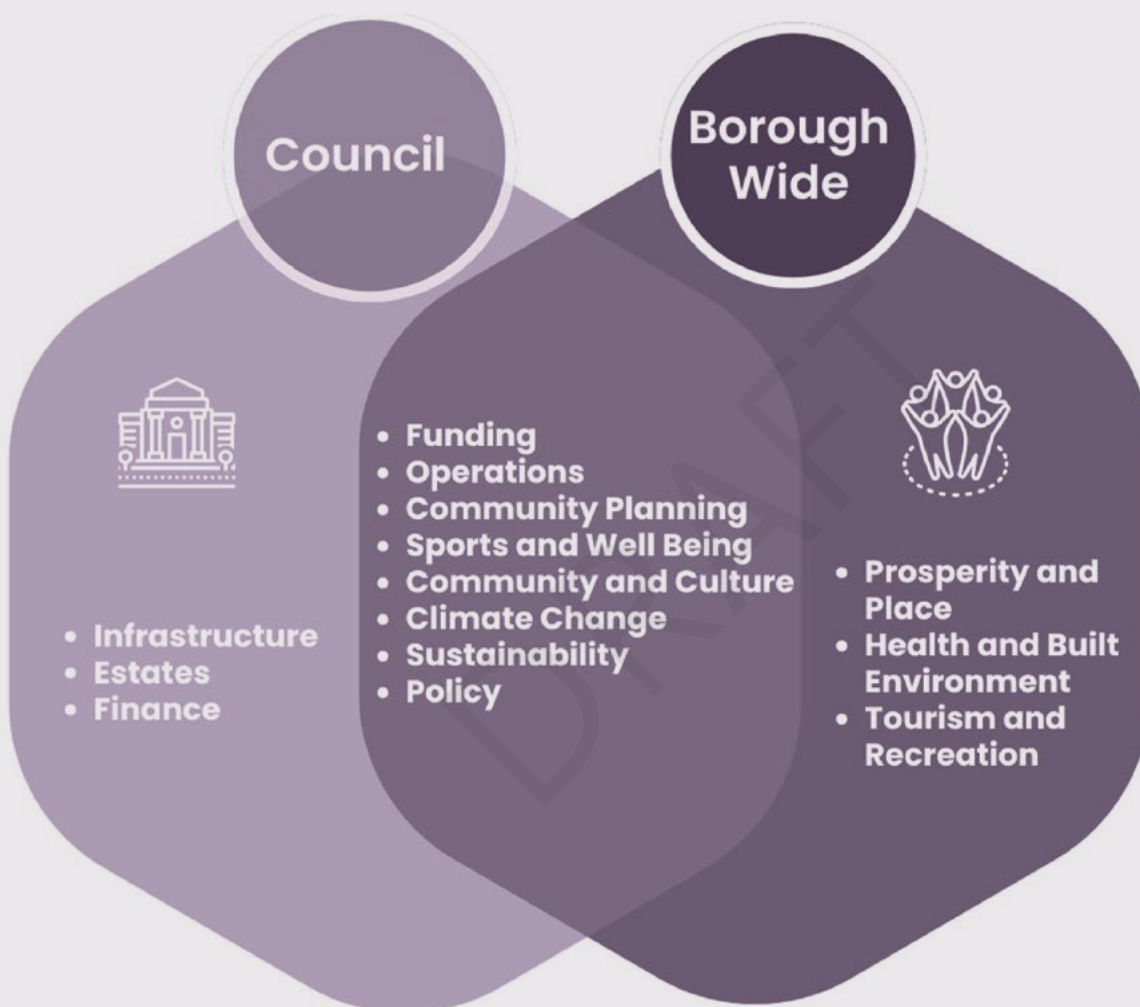 Council
Borough
Wide
• Funding
• Operations
• Community Planning
• Sports and Well Being
• Community and Culture
• Climate Change
• Sustainability
• Policy
• Infrastructure
• Estates
• Finance
• Prosperity and
Place
• Health and Built
Environment
• Tourism and
Recreation
DRAFT